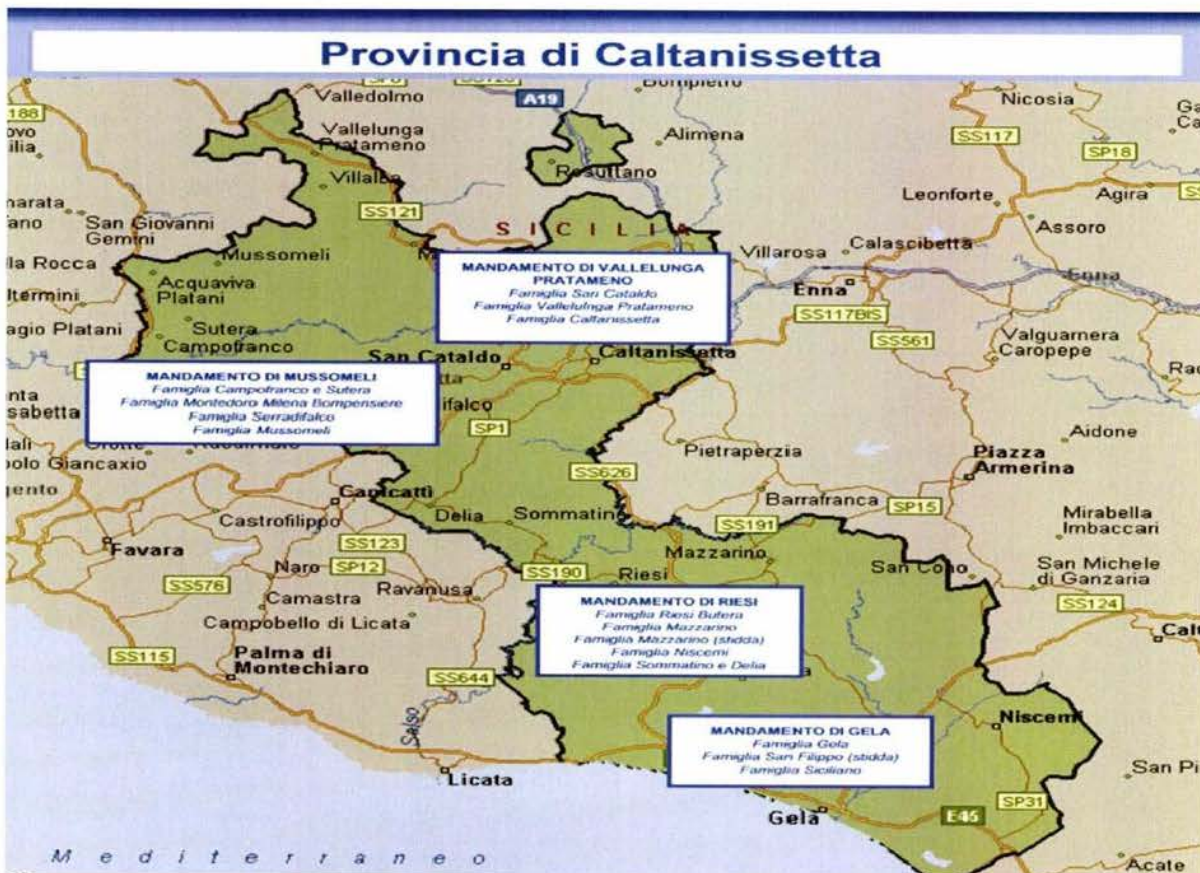 Provincia di Caltanissetta
188
Valledolmo
A19
Nicosia
Vallelunga
Pratameno
Alimena
SS117
SP18
Villalba
Resuttano
Leonforte
Agira
SS121
San Giovanni
Gemini
SICILIA
Assoro
Mussomeli
Villarosa
Calascibetta
Acquaviva
Platani
Enna
Enna
Sutera
Campofranco
SS117BIS
SS561
Valguarnera
Caropepe
San Cataldo
Caltanissetta
MANDAMENTO DI VALLELUNGA
PRATAMENO
Famiglia San Cataldo
Famiglia Vallelunga Pratameno
Famiglia Caltanissetta
MANDAMENTO DI MUSSOMELI
Famiglia Campofranco e Sutera
Famiglia Montedoro Milena Bompensiere
Famiglia Serradifalco
Famiglia Mussomeli
SP1
Aidone
Pietraperzia
Piazza
Armerina
SS626
Canicattì
Barrafranca
SP15
Castrofilippo
Delia
Sommatino
SS191
Mirabella
Imbaccari
Favara
SS123
Mazzarino
Naro
SP12
SS190
Riesi
San Cono
San Michele
di Ganzaria
SS576
Ravanusa
Camastra
SS124
Campobello di Licata
MANDAMENTO DI RIESI
Famiglia Riesi Butera
Famiglia Mazzarino
Famiglia Mazzarino (stidda)
Famiglia Niscemi
Famiglia Sommatino e Delia
SS115
Palma di
Montechiaro
SS644
Salso
MANDAMENTO DI GELA
Famiglia Gela
Famiglia San Filippo (stidda)
Famiglia Siciliano
Niscemi
Licata
Gela
SP31
E45
Mediterraneo
Acate